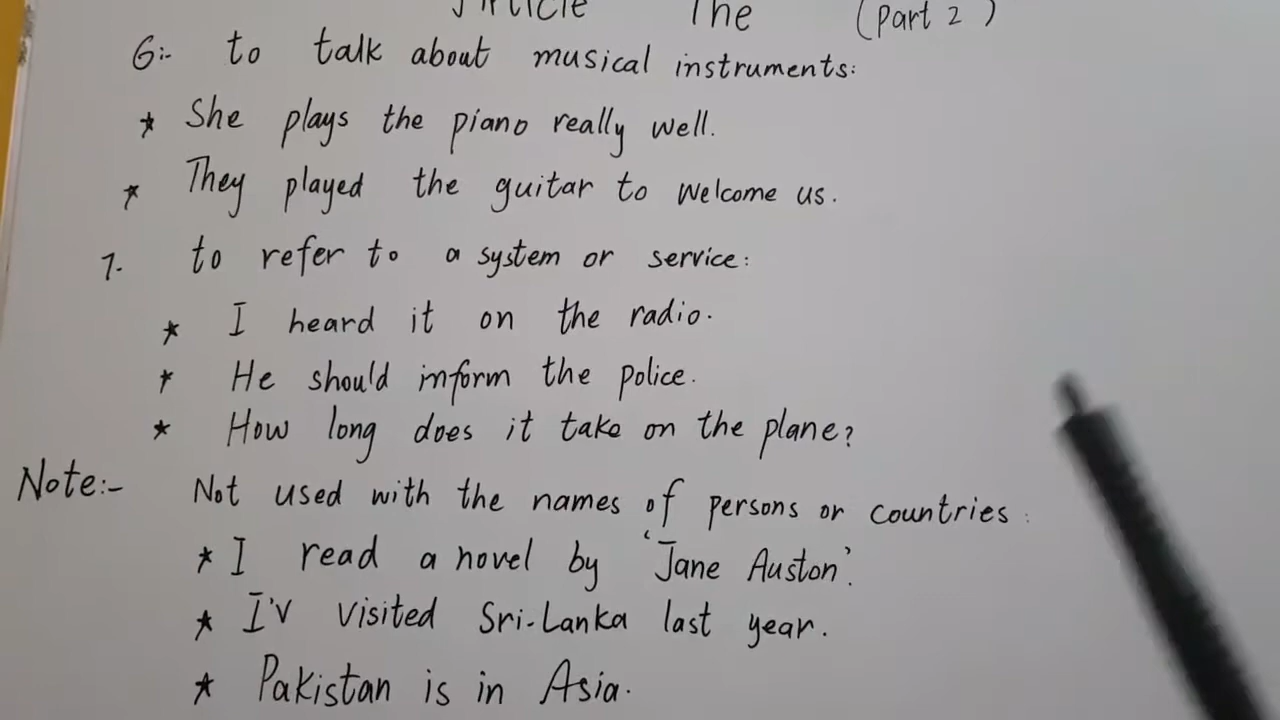 Article The (Part 2)
6:- to talk about musical instruments:
* She plays the piano really well.
* They played the guitar to welcome us.
7. to refer to a system or service:
* I heard it on the radio.
* He should inform the police.
* How long does it take on the plane?
Note:- Not used with the names of persons or countries:
* I read a novel by 'Jane Auston'.
* I'v visited Sri-Lanka last year.
* Pakistan is in Asia.